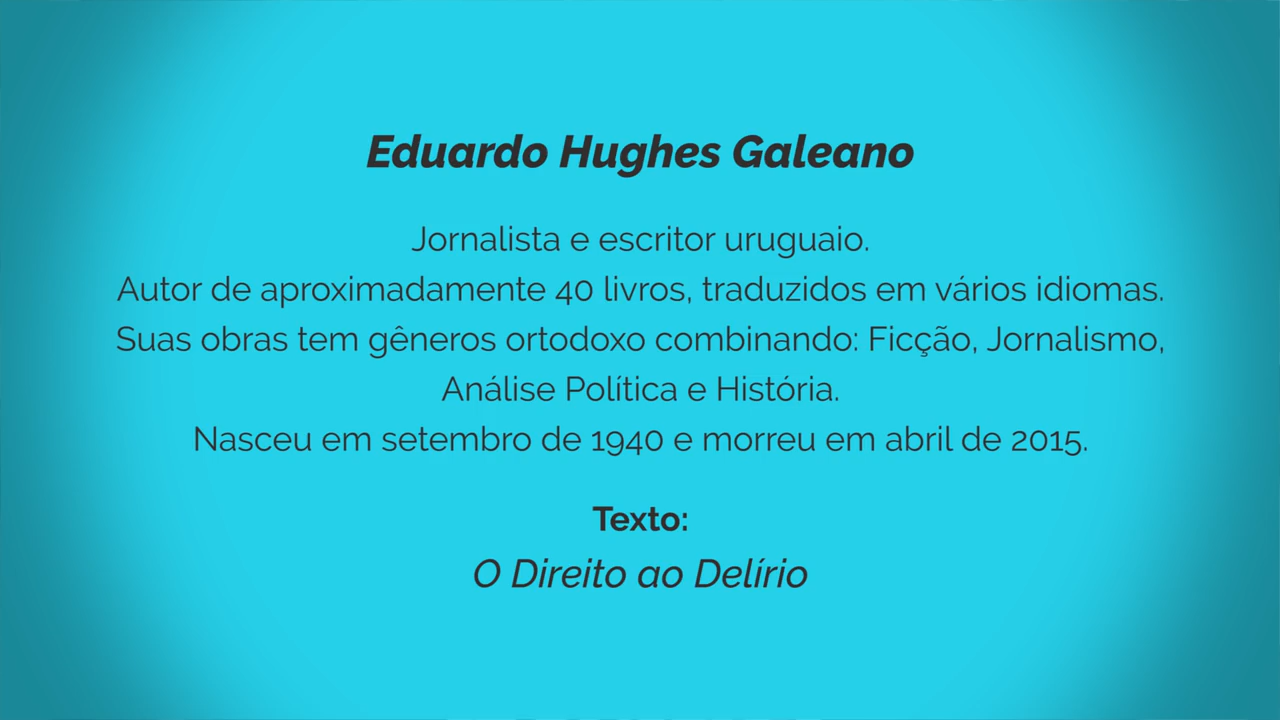 Eduardo Hughes Galeano
Jornalista e escritor uruguaio.
Autor de aproximadamente 40 livros, traduzidos em vários idiomas.
Suas obras tem gêneros ortodoxo combinando: Ficção, Jornalismo,
Análise Política e História.
Nasceu em setembro de 1940 e morreu em abril de 2015.
Texto:
O Direito ao Delírio